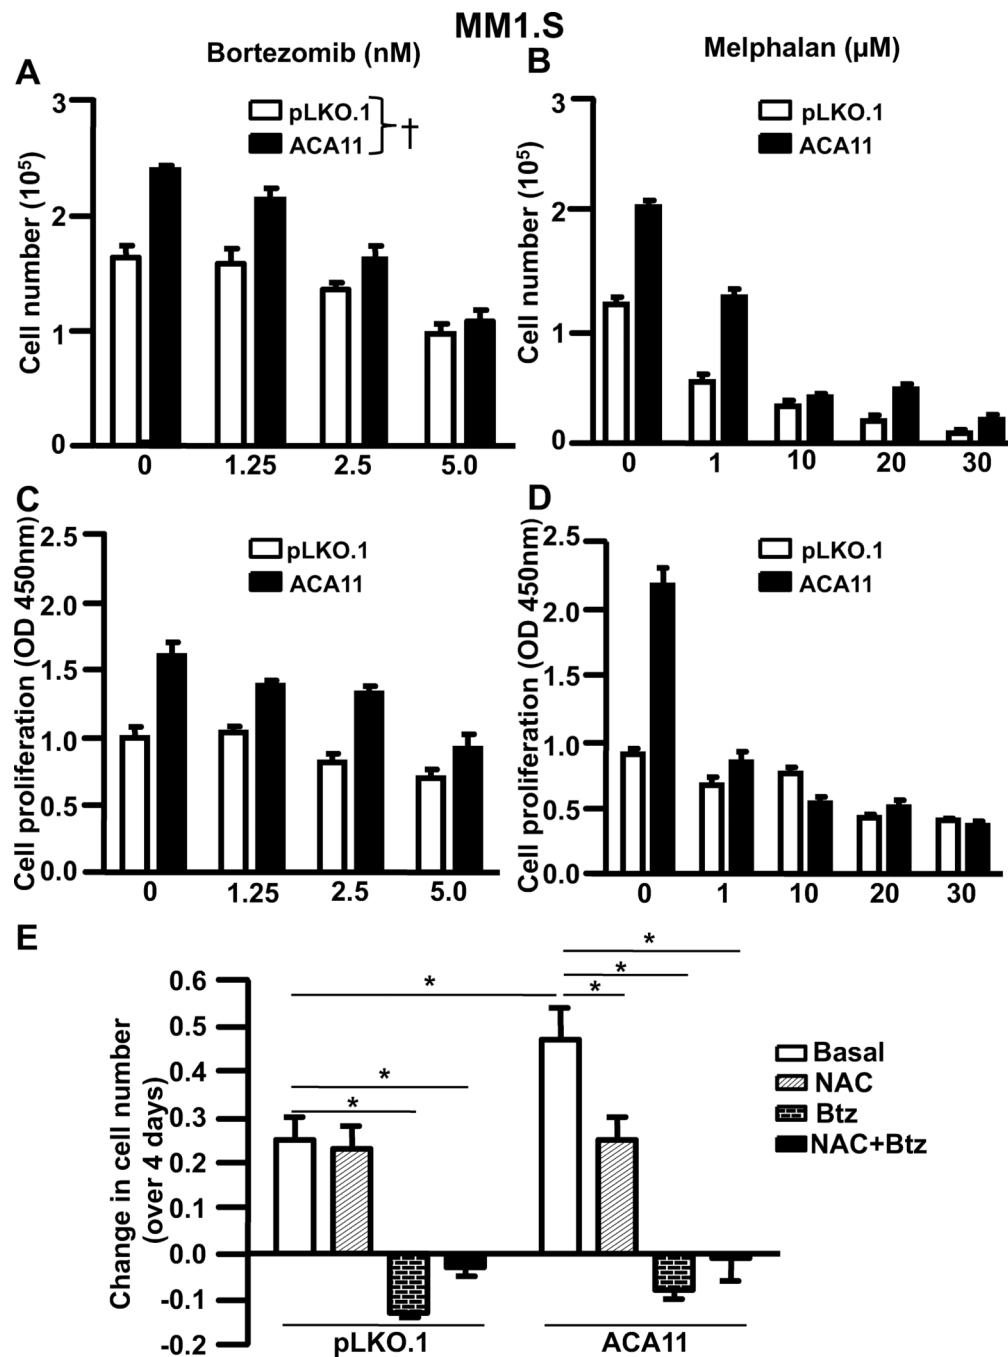 MM1.S
A
Bortezomib (nM)
Cell number (10⁵)
3
2
1
0
pLKO.1
ACA11
†
0 1.25 2.5 5.0
B
Melphalan (µM)
Cell number (10⁵)
3
2
1
0
pLKO.1
ACA11
0 1 10 20 30
C
Cell proliferation (OD 450nm)
2.5
2.0
1.5
1.0
0.5
0.0
pLKO.1
ACA11
0 1.25 2.5 5.0
D
Cell proliferation (OD 450nm)
2.5
2.0
1.5
1.0
0.5
0.0
pLKO.1
ACA11
0 1 10 20 30
E
Change in cell number
(over 4 days)
0.6
0.5
0.4
0.3
0.2
0.1
0.0
-0.1
-0.2
*
*
*
*
*
*
Basal
NAC
Btz
NAC+Btz
pLKO.1 ACA11